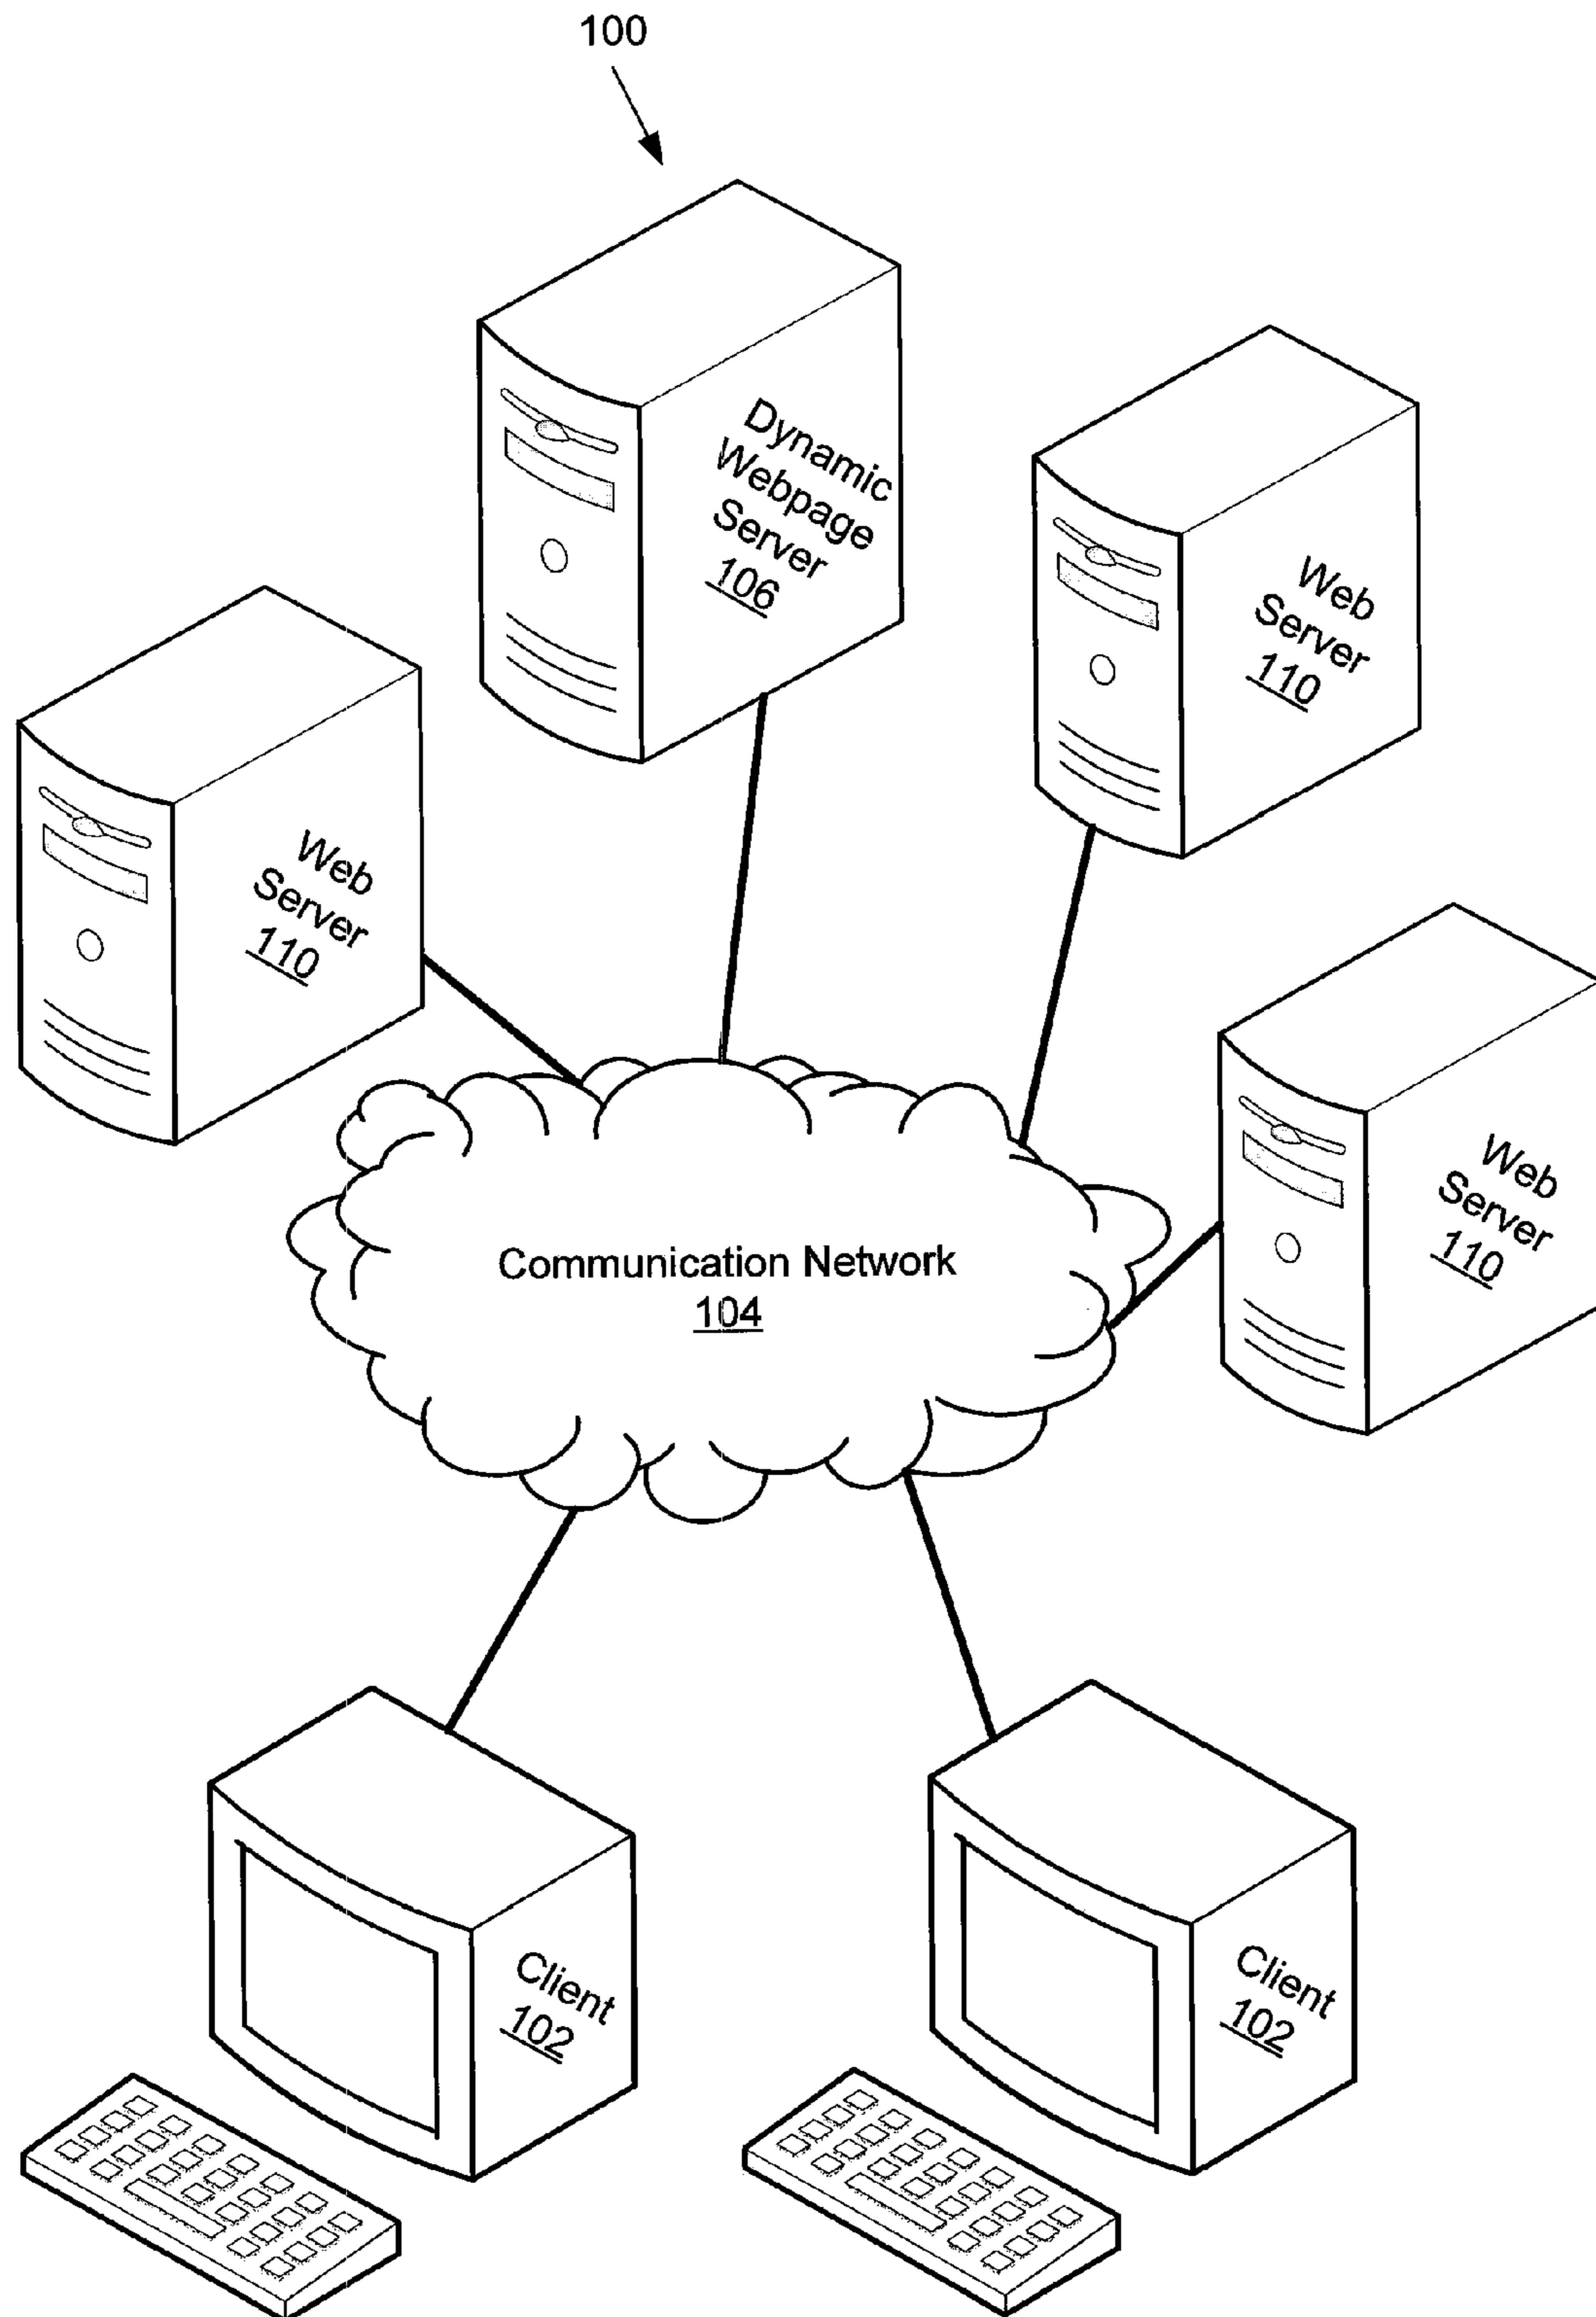 100
Dynamic
Webpage
Server
106
Web
Server
110
Web
Server
110
Web
Server
110
Communication Network
104
Client
102
Client
102